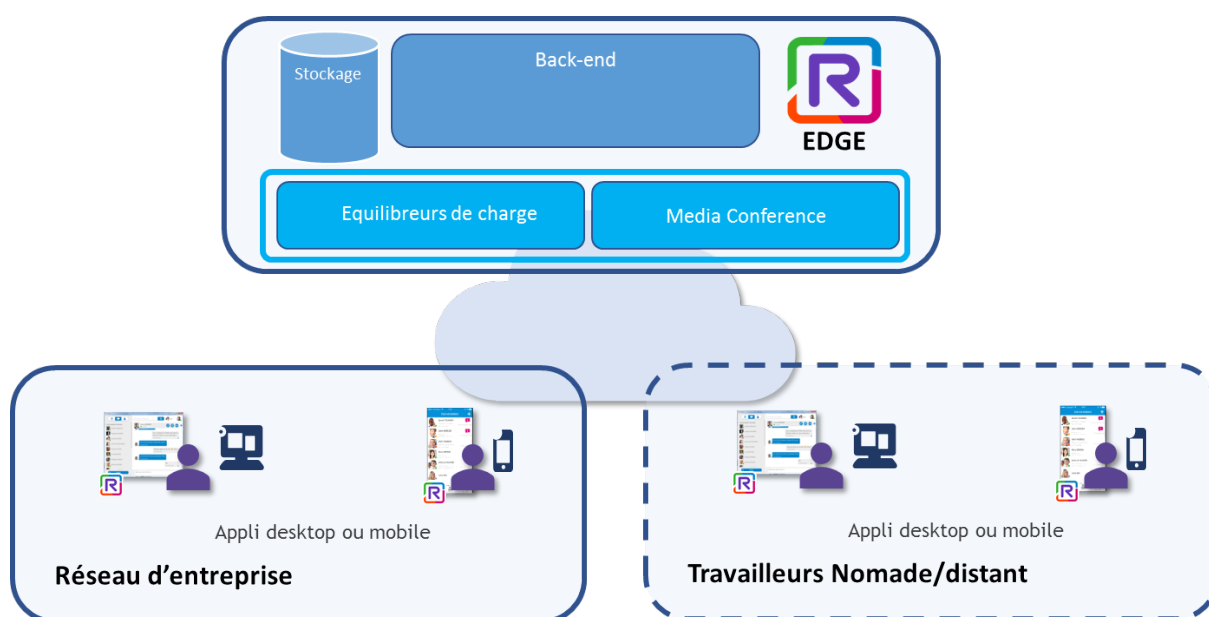 Stockage
Back-end
R
EDGE
Equilibreurs de charge
Media Conference
R
R
Appli desktop ou mobile
Réseau d'entreprise
R
R
Appli desktop ou mobile
Travailleurs Nomade/distant